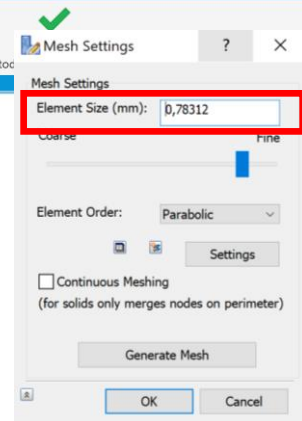 Mesh Settings ? ×
Mesh Settings
Element Size (mm): 0,78312
Coarse Fine
Element Order: Parabolic
Settings
Continuous Meshing
(for solids only merges nodes on perimeter)
Generate Mesh
OK Cancel